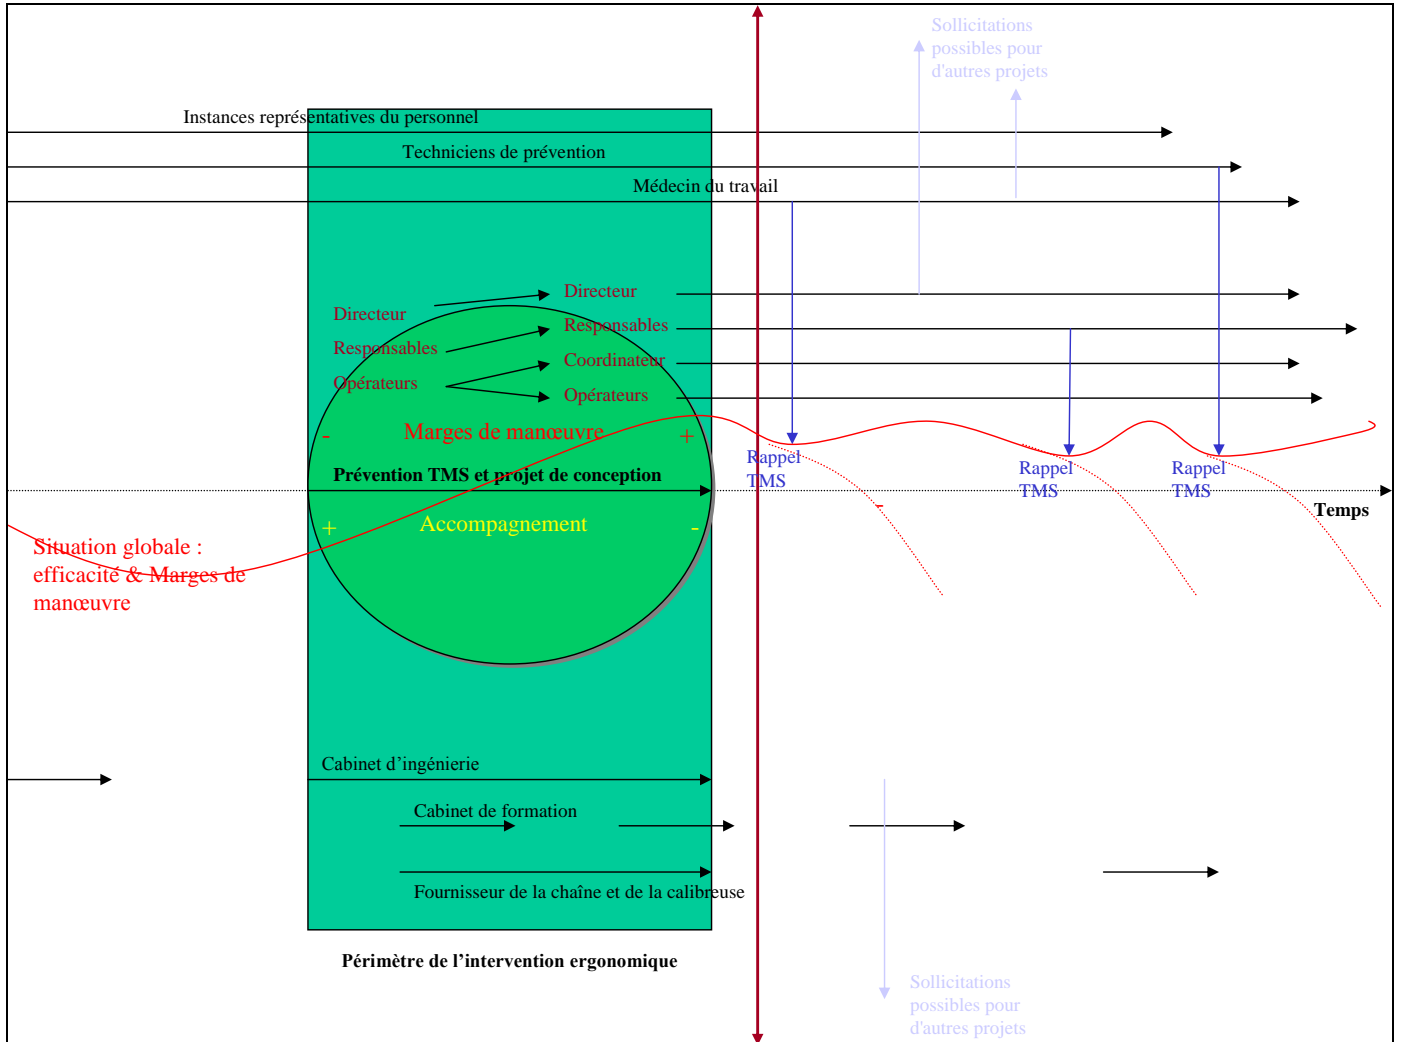 Sollicitations
possibles pour
d'autres projets
Instances représentatives du personnel
Techniciens de prévention
Médecin du travail
Directeur
Directeur
Responsables
Responsables
Coordinateur
Opérateurs
Opérateurs
- Marges de manœuvre +
Prévention TMS et projet de conception
+ Accompagnement -
Rappel
TMS
Rappel
TMS
Rappel
TMS
-
Temps
Situation globale :
efficacité & Marges de
manœuvre
Cabinet d’ingénierie
Cabinet de formation
Fournisseur de la chaîne et de la calibreuse
Périmètre de l’intervention ergonomique
Sollicitations
possibles pour
d'autres projets